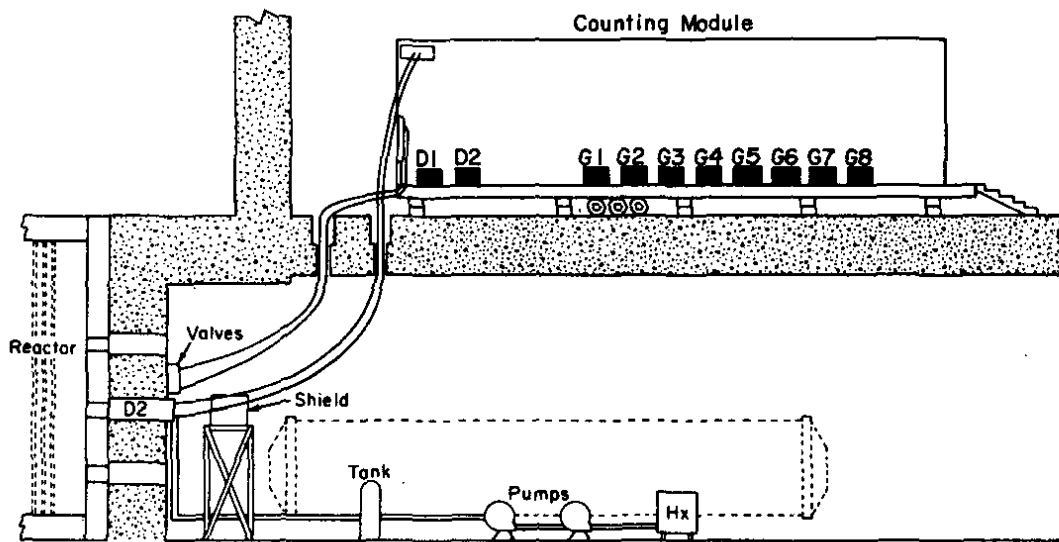 Counting Module
D1 D2 G1 G2 G3 G4 G5 G6 G7 G8
Valves
Reactor
D2
Shield
Tank
Pumps
Hx